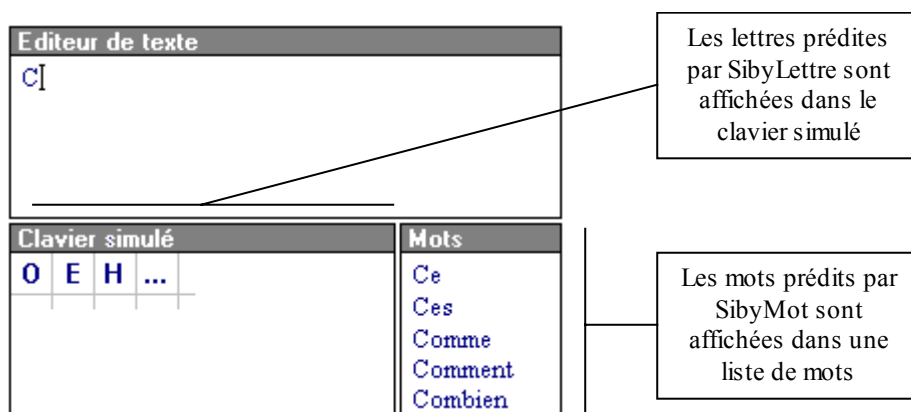 Editeur de texte
C
Les lettres prédites
par SibyLettre sont
affichées dans le
clavier simulé
Clavier simulé
O E H ...
Mots
Ce
Ces
Comme
Comment
Combien
Les mots prédits par
SibyMot sont
affichées dans une
liste de mots